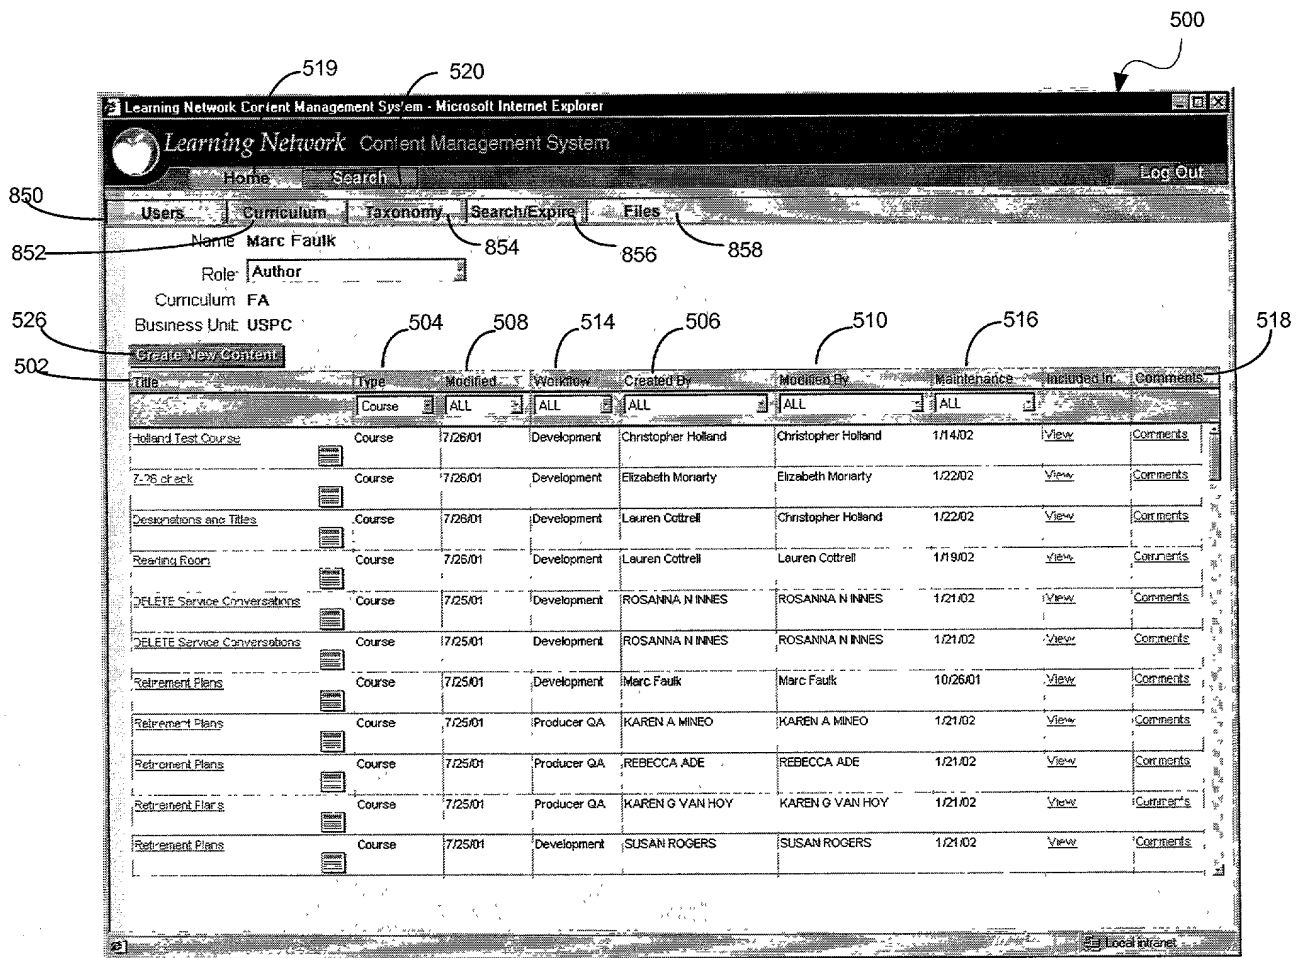 500
519 520
Learning Network Content Management System - Microsoft Internet Explorer
Learning Network Content Management System
Home Search Log Out
850
Users Curriculum Taxonomy Search/Expire Files
852 854 856 858
Name Marc Faulk
Role: Author
Curriculum FA
Business Unit: USPC
526 504 508 514 506 510 516 518
Create New Content
502
Title Type Modified Workflow Created By Modified By Maintenance Included In Comments
Course ALL ALL ALL ALL ALL
Holland Test Course Course 7/26/01 Development Christopher Holland Christopher Holland 1/14/02 View Comments
7-26 check Course 7/26/01 Development Elizabeth Moriarty Elizabeth Moriarty 1/22/02 View Comments
Designations and Titles Course 7/26/01 Development Lauren Cottrell Christopher Holland 1/22/02 View Comments
Reading Room Course 7/26/01 Development Lauren Cottrell Lauren Cottrell 1/19/02 View Comments
DELETE Service Conversations Course 7/25/01 Development ROSANNA N INNES ROSANNA N INNES 1/21/02 View Comments
DELETE Service Conversations Course 7/25/01 Development ROSANNA N INNES ROSANNA N INNES 1/21/02 View Comments
Retirement Plans Course 7/25/01 Development Marc Faulk Marc Faulk 10/26/01 View Comments
Retirement Plans Course 7/25/01 Producer QA KAREN A MINEO KAREN A MINEO 1/21/02 View Comments
Retirement Plans Course 7/25/01 Producer QA REBECCA ADE REBECCA ADE 1/21/02 View Comments
Retirement Plans Course 7/25/01 Producer QA KAREN G VAN HOY KAREN G VAN HOY 1/21/02 View Comments
Retirement Plans Course 7/25/01 Development SUSAN ROGERS SUSAN ROGERS 1/21/02 View Comments
Local intranet